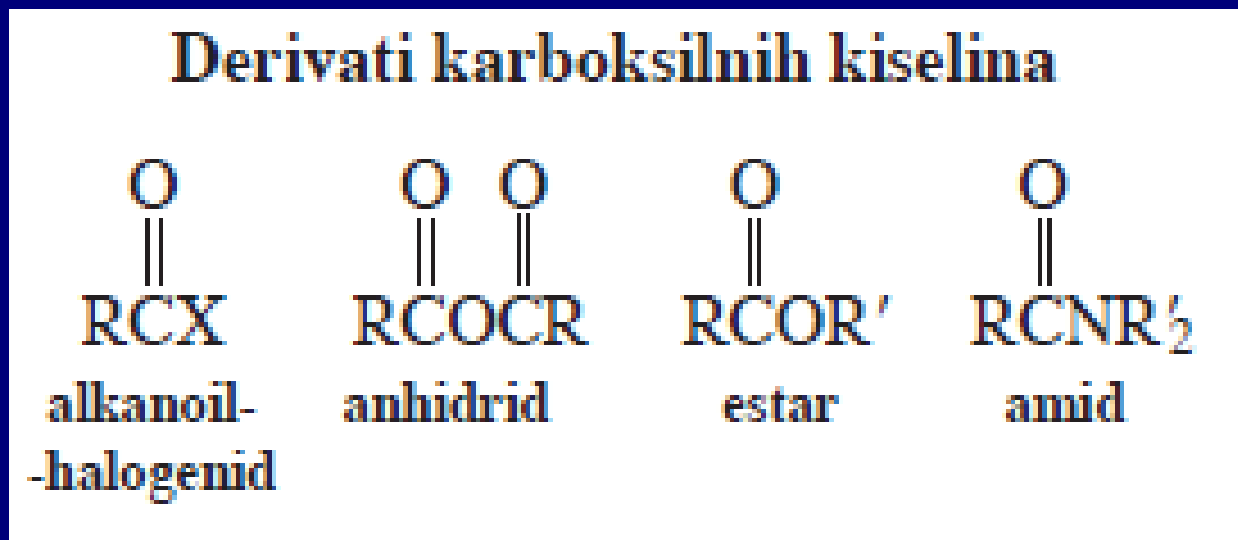 Derivati karboksilnih kiselina
O O O O O
RCX RCOCR RCOR′ RCNR′₂
alkanoil- anhidrid estar amid
-halogenid